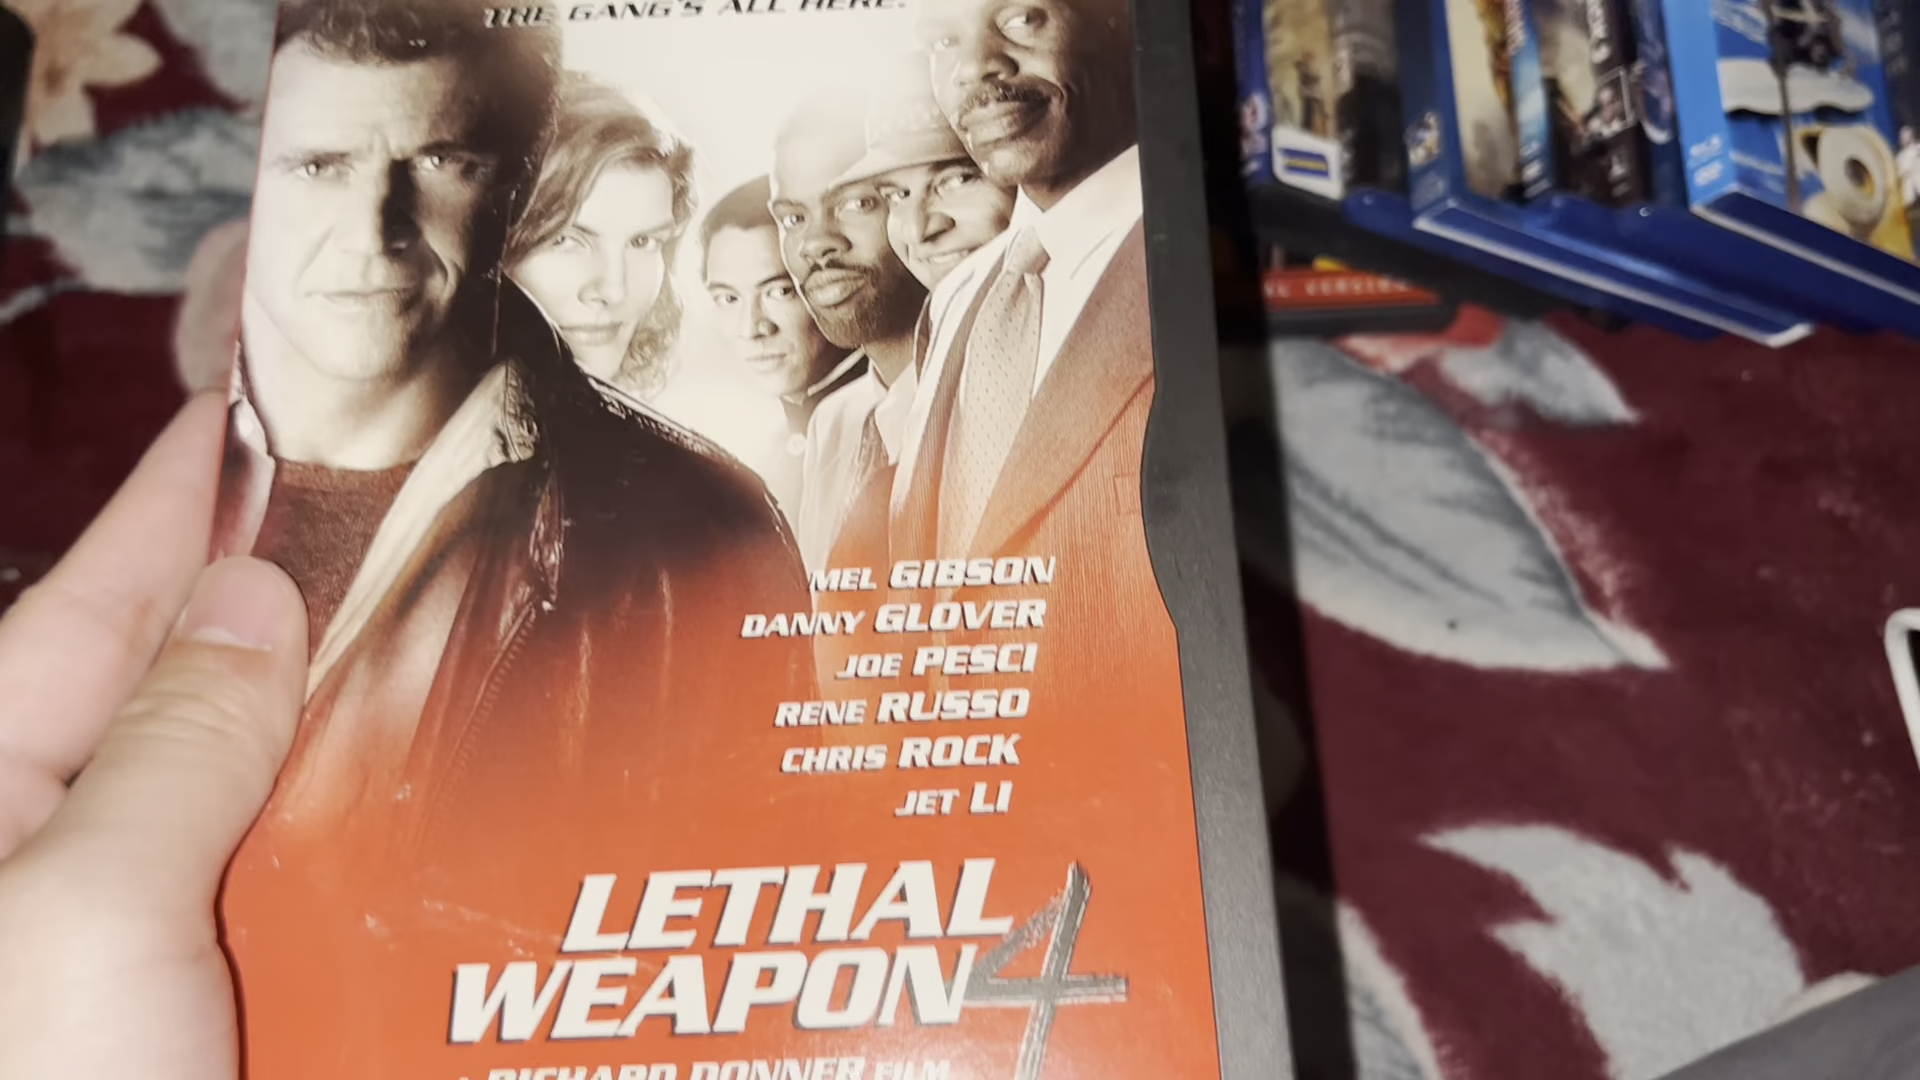 THE GANG'S ALL HERE.
MEL GIBSON
DANNY GLOVER
JOE PESCI
RENE RUSSO
CHRIS ROCK
JET LI
LETHAL
WEAPON 4
A RICHARD DONNER FILM